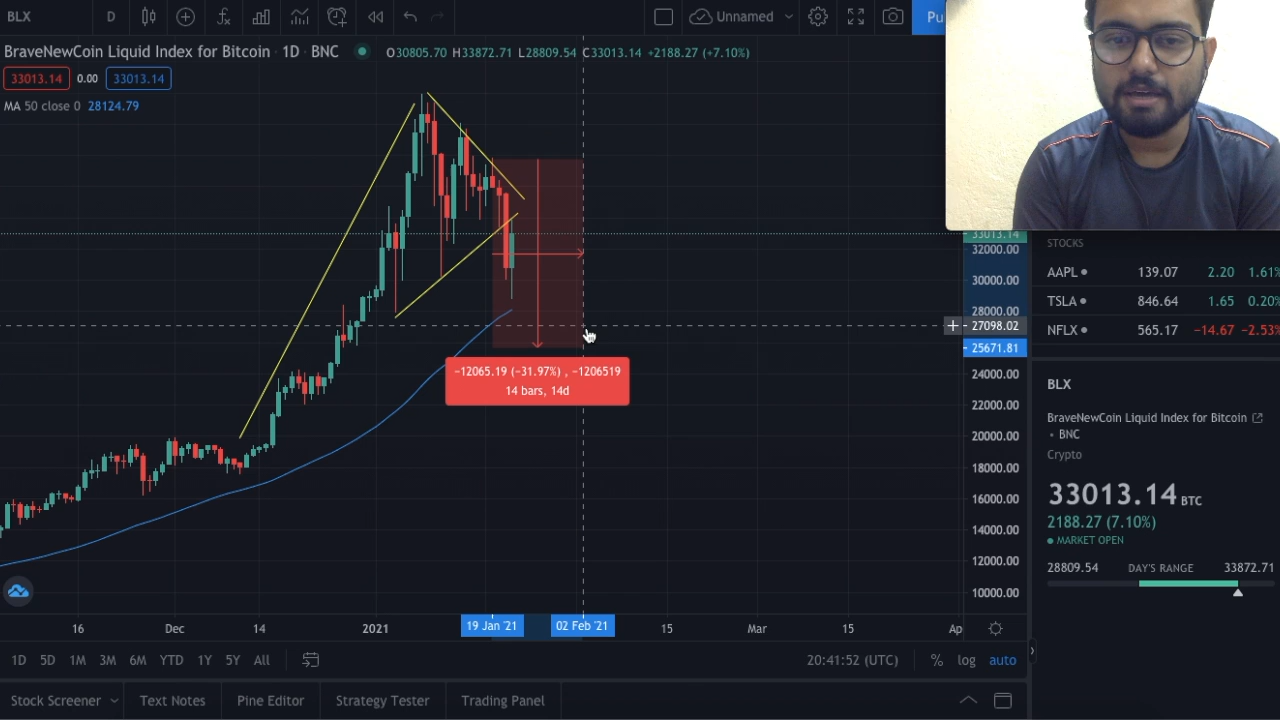 BLX
D
Unnamed
Pu
BraveNewCoin Liquid Index for Bitcoin · 1D · BNC
O30805.70 H33872.71 L28809.54 C33013.14 +2188.27 (+7.10%)
33013.14 0.00 33013.14
MA 50 close 0 28124.79
33013.14
32000.00
30000.00
28000.00
27098.02
25671.81
24000.00
22000.00
20000.00
18000.00
16000.00
14000.00
12000.00
10000.00
−12065.19 (−31.97%) , −1206519
14 bars, 14d
16 Dec 14 2021 19 Jan '21 02 Feb '21 15 Mar 15 Ap
1D 5D 1M 3M 6M YTD 1Y 5Y All
20:41:52 (UTC) % log auto
Stock Screener Text Notes Pine Editor Strategy Tester Trading Panel
STOCKS
AAPL 139.07 2.20 1.61%
TSLA 846.64 1.65 0.20%
NFLX 565.17 −14.67 −2.53%
BLX
BraveNewCoin Liquid Index for Bitcoin
• BNC
Crypto
33013.14 BTC
2188.27 (7.10%)
MARKET OPEN
28809.54 DAY'S RANGE 33872.71